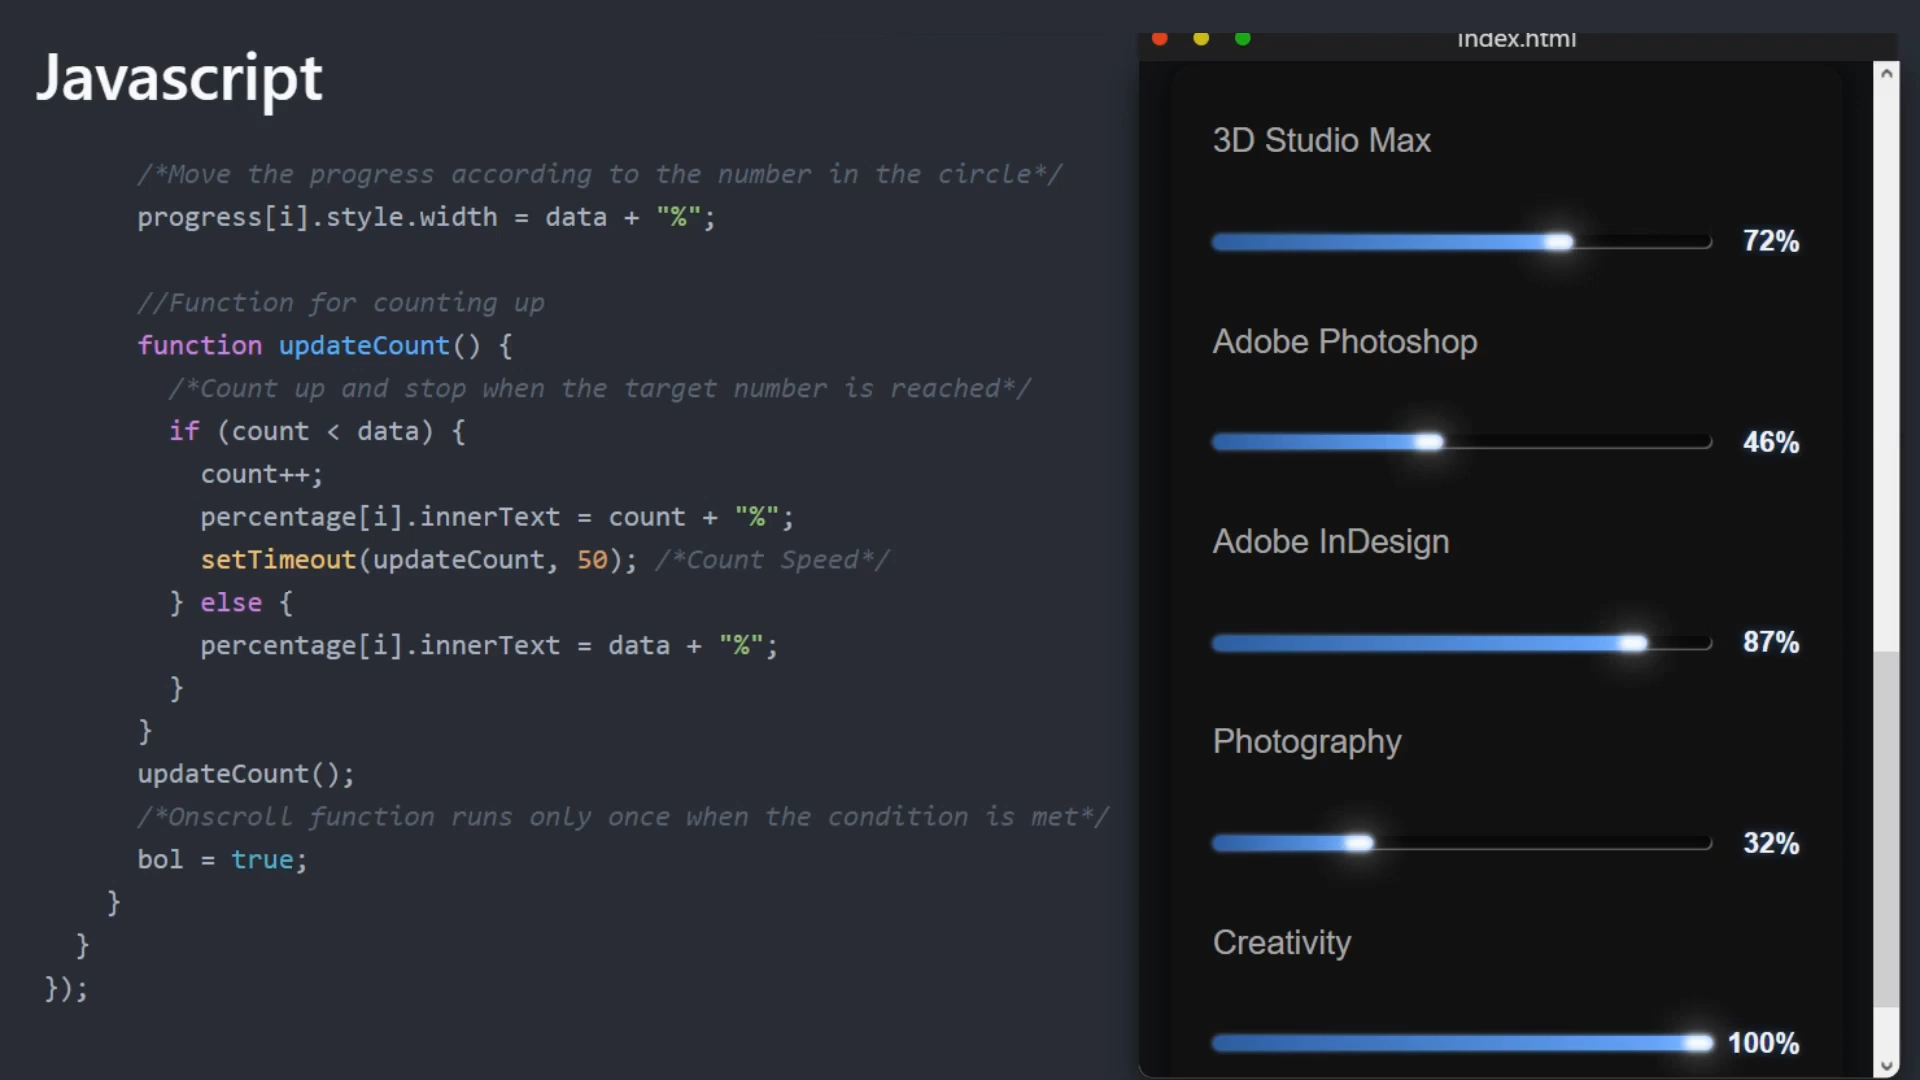 Javascript
/*Move the progress according to the number in the circle*/
progress[i].style.width = data + "%";
//Function for counting up
function updateCount() {
/*Count up and stop when the target number is reached*/
if (count < data) {
count++;
percentage[i].innerText = count + "%";
setTimeout(updateCount, 50); /*Count Speed*/
} else {
percentage[i].innerText = data + "%";
}
}
updateCount();
/*Onscroll function runs only once when the condition is met*/
bol = true;
}
}
});
index.html
3D Studio Max
72%
Adobe Photoshop
46%
Adobe InDesign
87%
Photography
32%
Creativity
100%